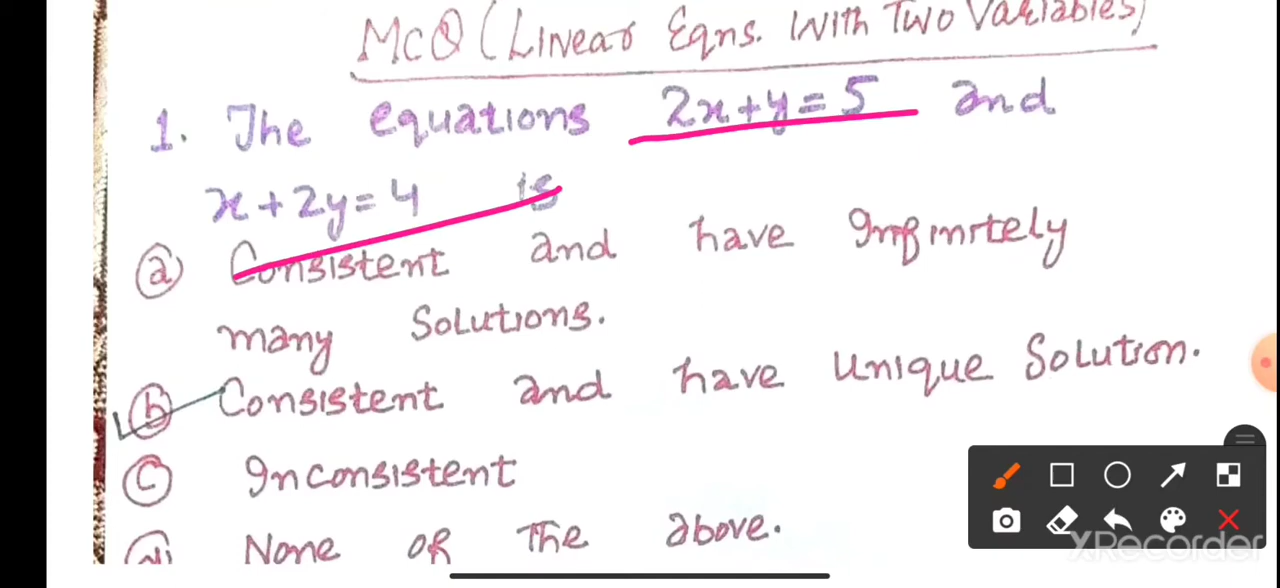 McQ (Linear Eqns. With Two Variables)
1. The equations 2x+y=5 and
x+2y=4 is
(a) Consistent and have Infinitely
many Solutions.
(b) Consistent and have Unique Solution.
(c) Inconsistent
(d) None of The above.
XRecorder